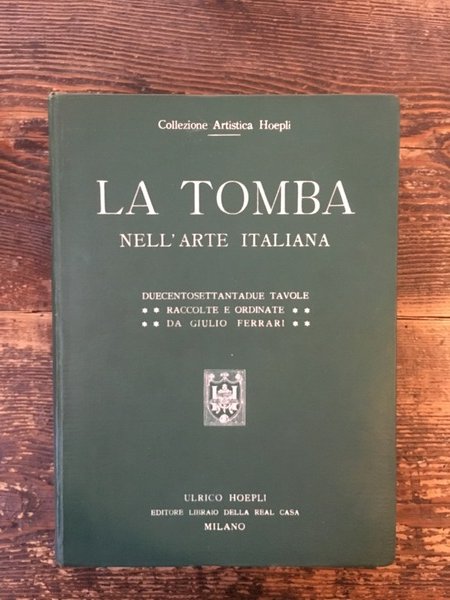 Collezione Artistica Hoepli
LA TOMBA
NELL'ARTE ITALIANA
DUECENTOSETTANTADUE TAVOLE
* * RACCOLTE E ORDINATE * *
* * DA GIULIO FERRARI * *
ULRICO HOEPLI
EDITORE LIBRAIO DELLA REAL CASA
MILANO